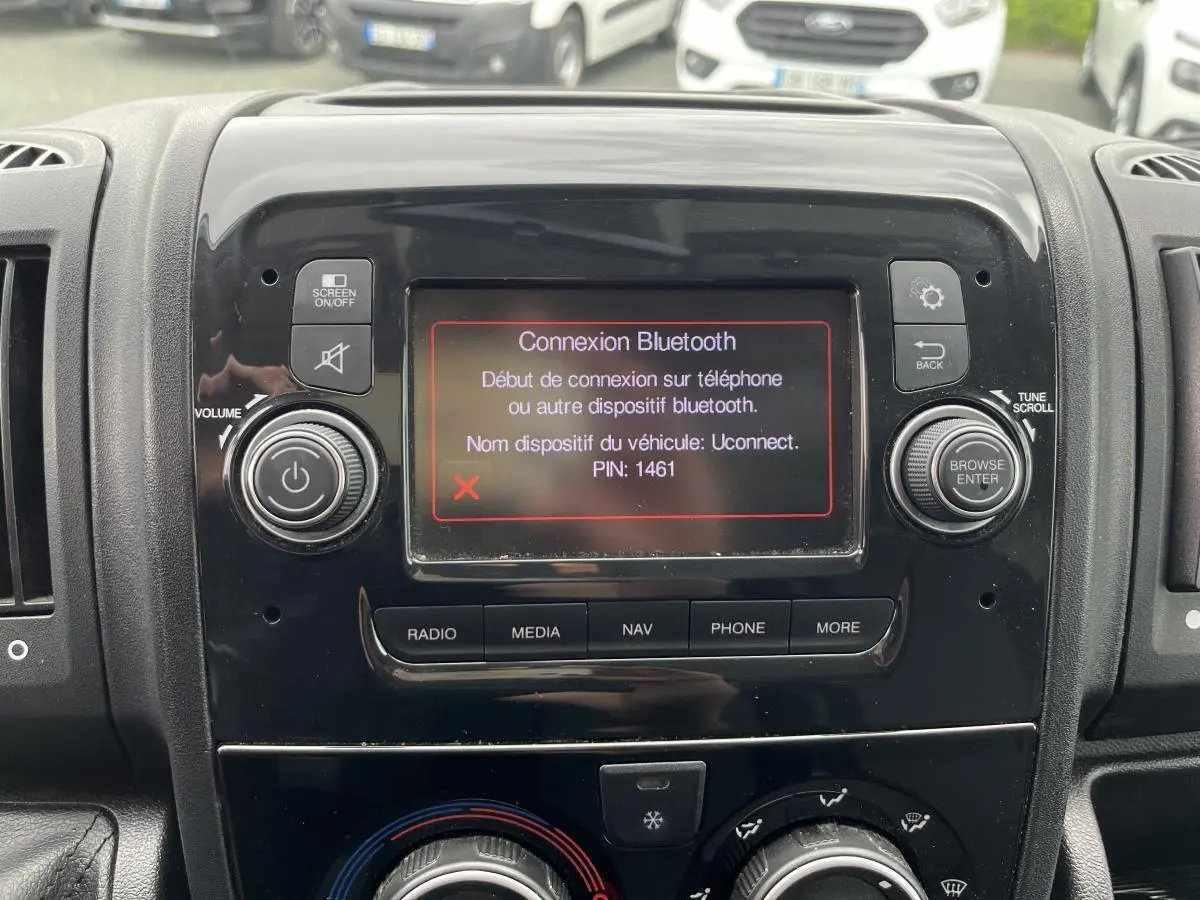 Ford
SCREEN
ON/OFF
VOLUME
Connexion Bluetooth
Début de connexion sur téléphone
ou autre dispositif bluetooth.
Nom dispositif du véhicule: Uconnect.
PIN: 1461
BACK
TUNE
SCROLL
BROWSE
ENTER
RADIO
MEDIA
NAV
PHONE
MORE